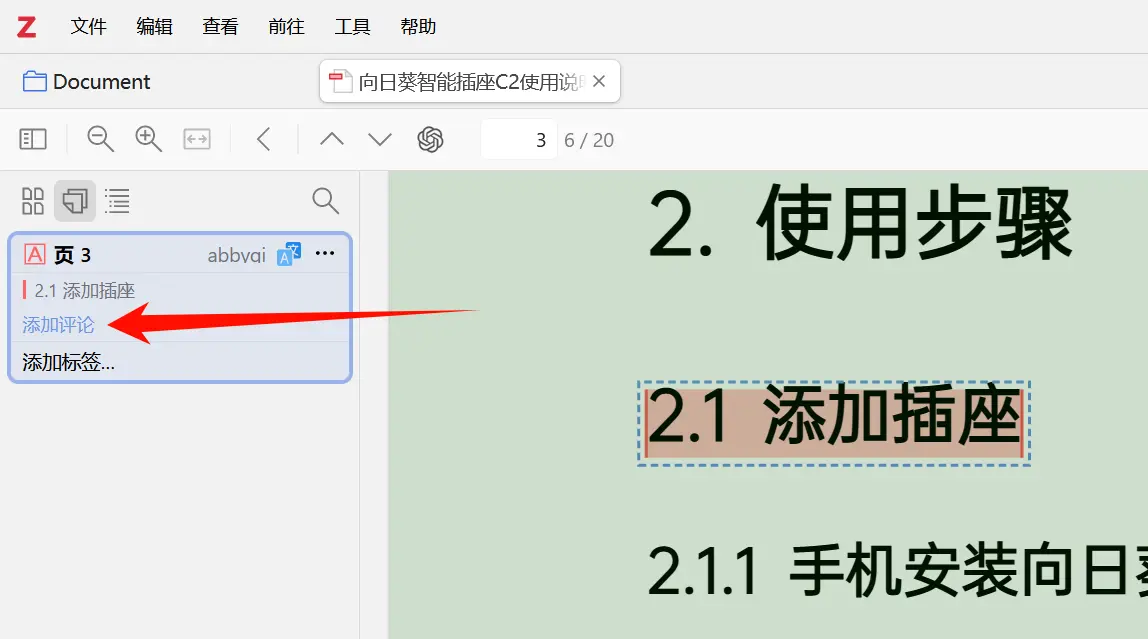 Z 文件 编辑 查看 前往 工具 帮助
Document 向日葵智能插座C2使用说
3 6 / 20
A 页 3 abbyqi
2.1 添加插座
添加评论
添加标签...
2. 使用步骤
2.1 添加插座
2.1.1 手机安装向日